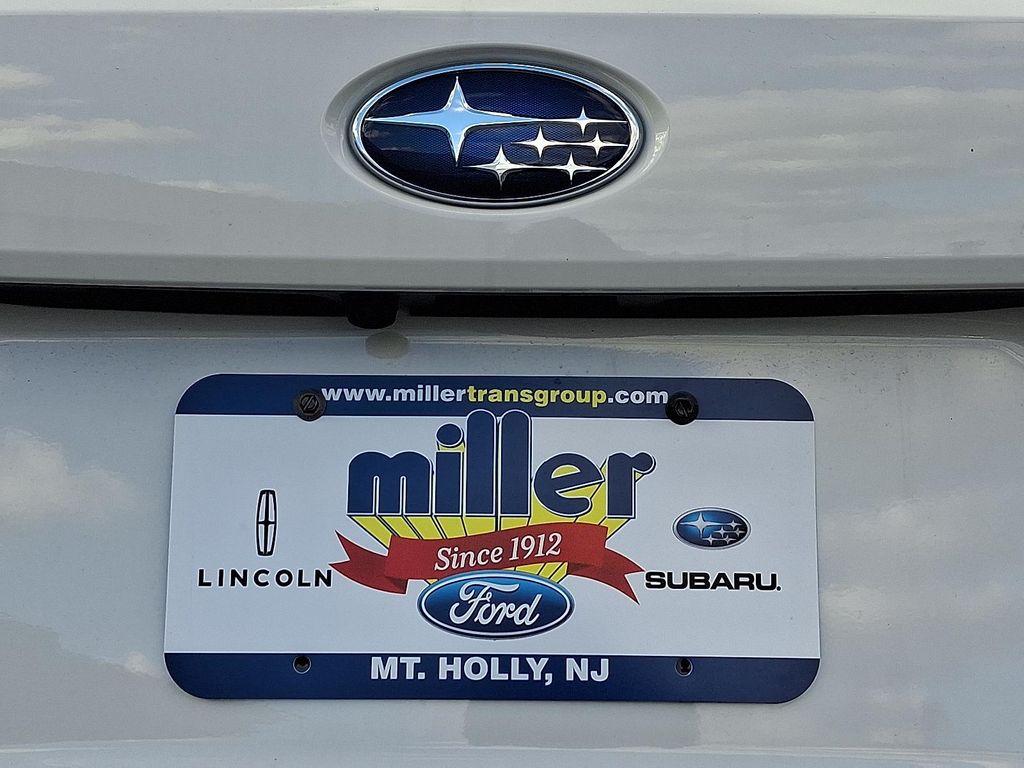 www.millertransgroup.com
miller
Since 1912
LINCOLN
Ford
SUBARU.
MT. HOLLY, NJ